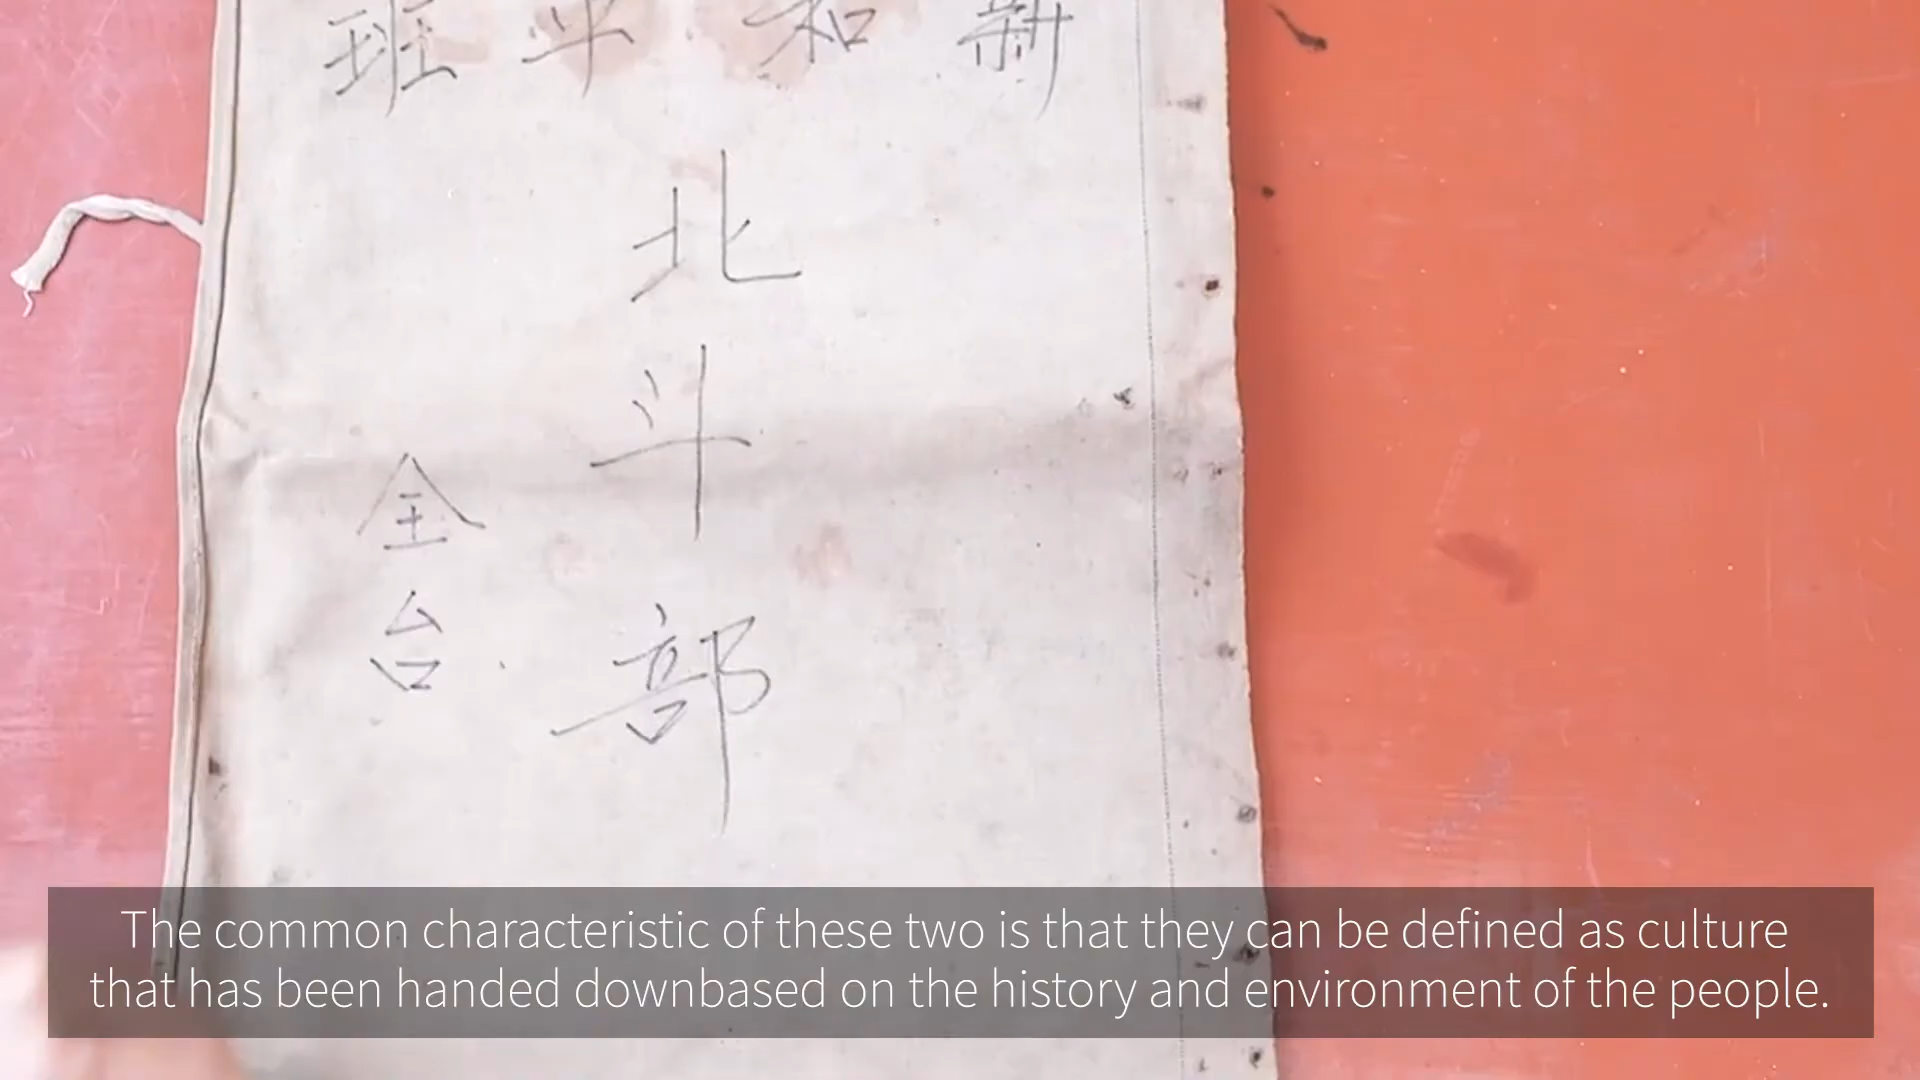 新和平班
北斗部
全台
The common characteristic of these two is that they can be defined as culture
that has been handed downbased on the history and environment of the people.